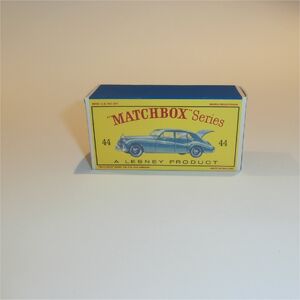 "MATCHBOX" Series
44 44
A LESNEY PRODUCT